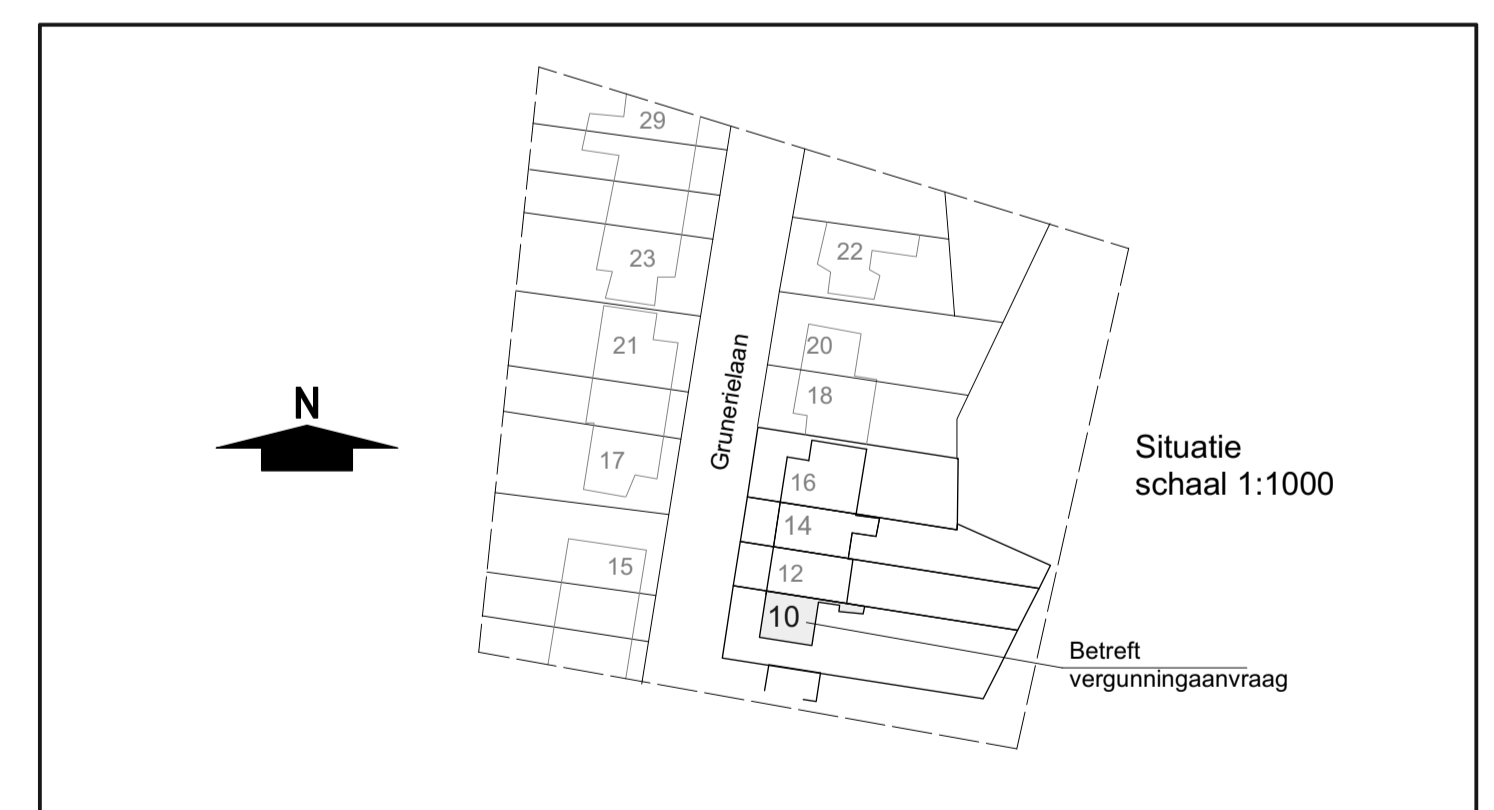 29
23
22
21
20
18
N
Grunerielaan
Situatie
schaal 1:1000
17
16
14
15
12
10
Betreft
vergunningaanvraag